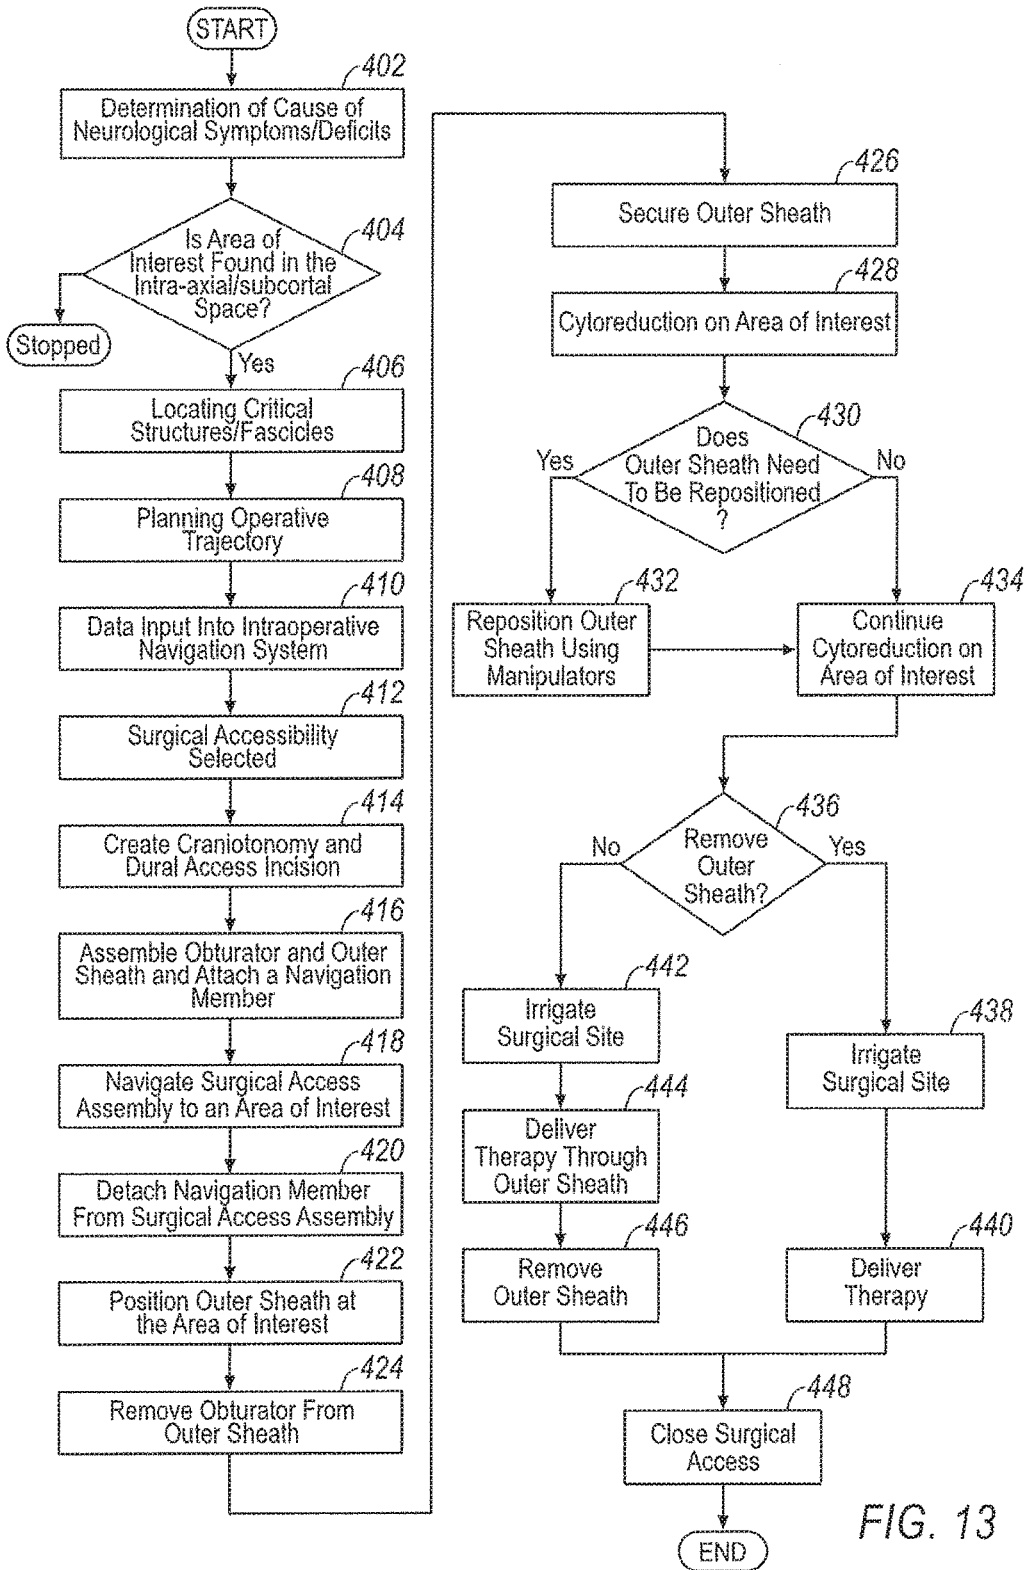 START
402
Determination of Cause of
Neurological Symptoms/Deficits
404
Is Area of
Interest Found in the
Intra-axial/subcortal
Space?
Stopped
Yes
406
Locating Critical
Structures/Fascicles
408
Planning Operative
Trajectory
410
Data Input Into Intraoperative
Navigation System
412
Surgical Accessibility
Selected
414
Create Craniotonomy and
Dural Access Incision
416
Assemble Obturator and Outer
Sheath and Attach a Navigation
Member
418
Navigate Surgical Access
Assembly to an Area of Interest
420
Detach Navigation Member
From Surgical Access Assembly
422
Position Outer Sheath at
the Area of Interest
424
Remove Obturator From
Outer Sheath
426
Secure Outer Sheath
428
Cytoreduction on Area of Interest
430
Does
Outer Sheath Need
To Be Repositioned
?
Yes
No
432
Reposition Outer
Sheath Using
Manipulators
434
Continue
Cytoreduction on
Area of Interest
436
Remove
Outer
Sheath?
No
Yes
442
Irrigate
Surgical Site
438
Irrigate
Surgical Site
444
Deliver
Therapy Through
Outer Sheath
446
Remove
Outer Sheath
440
Deliver
Therapy
448
Close Surgical
Access
END
FIG. 13